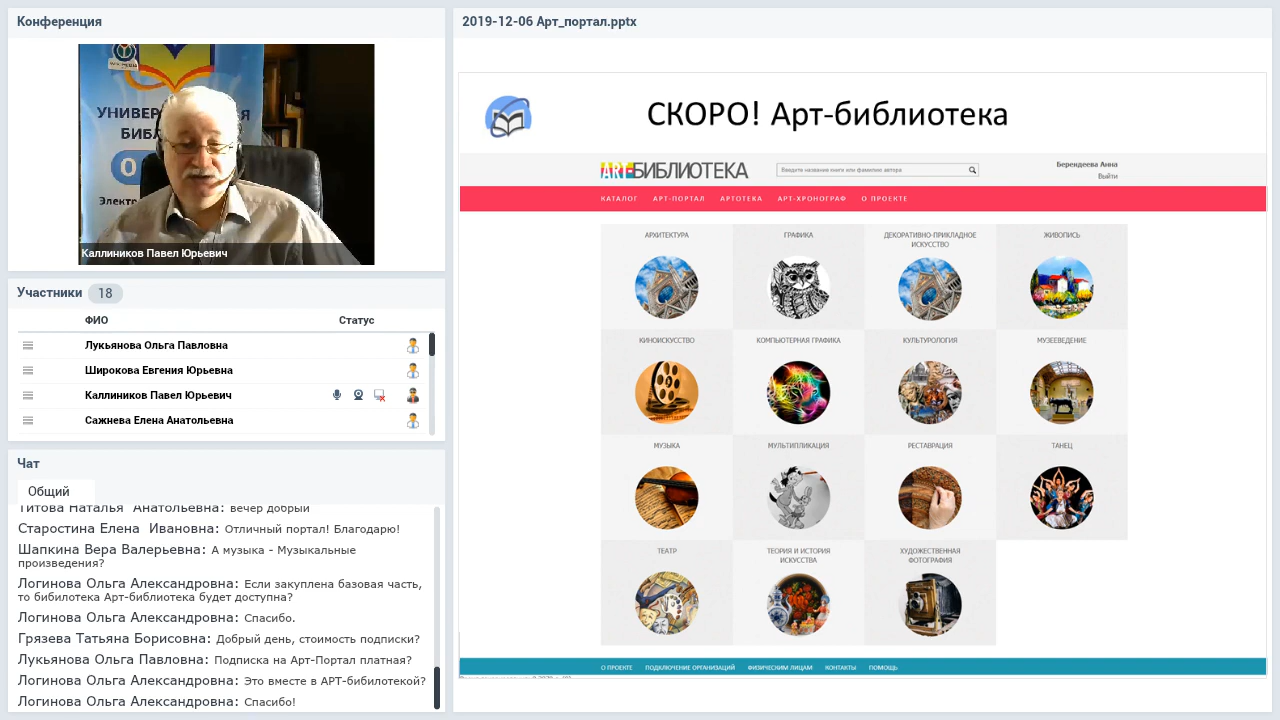 Конференция
УНИВЕР
АЯ
БИБ
Элект
Каллиников Павел Юрьевич
Участники 18
ФИО Статус
Лукьянова Ольга Павловна
Широкова Евгения Юрьевна
Каллиников Павел Юрьевич
Сажнева Елена Анатольевна
Чат
Общий
Титова Наталья Анатольевна: вечер добрый
Старостина Елена Ивановна: Отличный портал! Благодарю!
Шапкина Вера Валерьевна: А музыка - Музыкальные
произведения?
Логинова Ольга Александровна: Если закуплена базовая часть,
то бибилотека Арт-библиотека будет доступна?
Логинова Ольга Александровна: Спасибо.
Грязева Татьяна Борисовна: Добрый день, стоимость подписки?
Лукьянова Ольга Павловна: Подписка на Арт-Портал платная?
Логинова Ольга Александровна: Это вместе в АРТ-бибилотекой?
Логинова Ольга Александровна: Спасибо!
2019-12-06 Арт_портал.pptx
СКОРО! Арт-библиотека
ARTБИБЛИОТЕКА
Введите название книги или фамилию автора
Берендеева Анна
Выйти
КАТАЛОГ АРТ-ПОРТАЛ АРТОТЕКА АРТ-ХРОНОГРАФ О ПРОЕКТЕ
АРХИТЕКТУРА ГРАФИКА ДЕКОРАТИВНО-ПРИКЛАДНОЕ ИСКУССТВО ЖИВОПИСЬ
КИНОИСКУССТВО КОМПЬЮТЕРНАЯ ГРАФИКА КУЛЬТУРОЛОГИЯ МУЗЕЕВЕДЕНИЕ
МУЗЫКА МУЛЬТИПЛИКАЦИЯ РЕСТАВРАЦИЯ ТАНЕЦ
ТЕАТР ТЕОРИЯ И ИСТОРИЯ ИСКУССТВА ХУДОЖЕСТВЕННАЯ ФОТОГРАФИЯ
О ПРОЕКТЕ ПОДКЛЮЧЕНИЕ ОРГАНИЗАЦИЙ ФИЗИЧЕСКИМ ЛИЦАМ КОНТАКТЫ ПОМОЩЬ